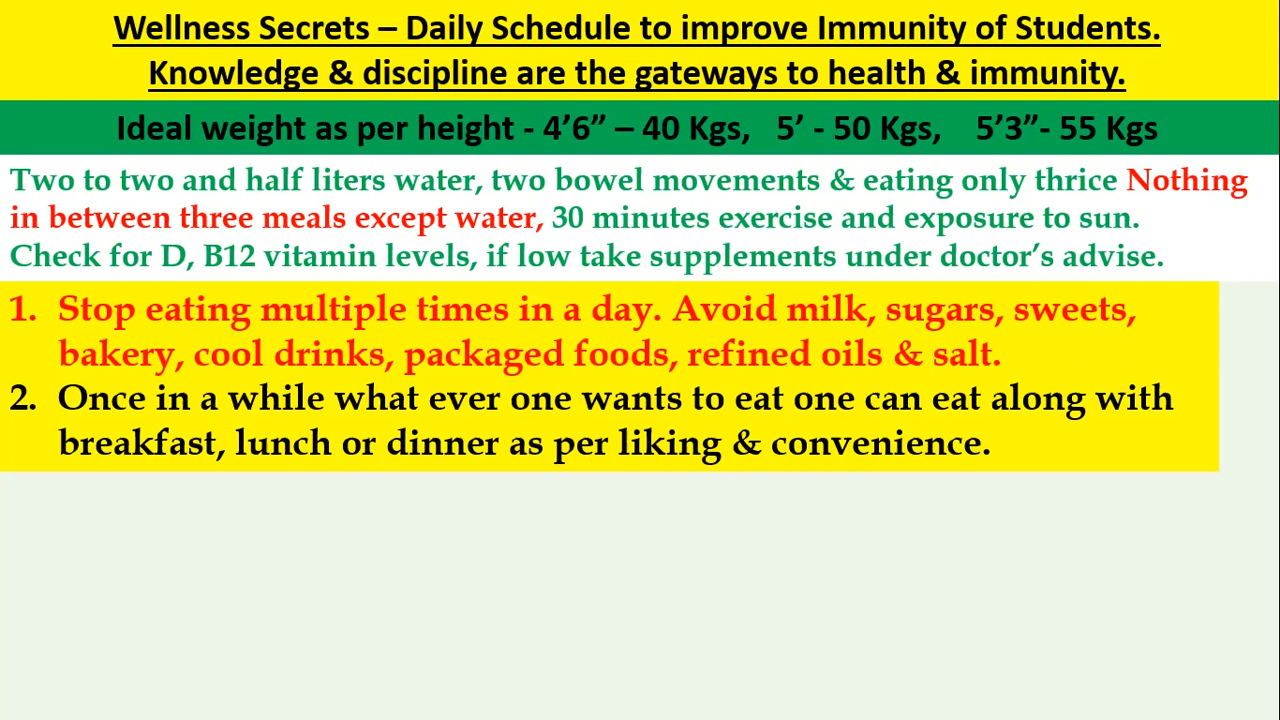 Wellness Secrets – Daily Schedule to improve Immunity of Students.
Knowledge & discipline are the gateways to health & immunity.
Ideal weight as per height - 4’6” – 40 Kgs, 5’ - 50 Kgs, 5’3”- 55 Kgs
Two to two and half liters water, two bowel movements & eating only thrice Nothing
in between three meals except water, 30 minutes exercise and exposure to sun.
Check for D, B12 vitamin levels, if low take supplements under doctor’s advise.
1. Stop eating multiple times in a day. Avoid milk, sugars, sweets,
bakery, cool drinks, packaged foods, refined oils & salt.
2. Once in a while what ever one wants to eat one can eat along with
breakfast, lunch or dinner as per liking & convenience.